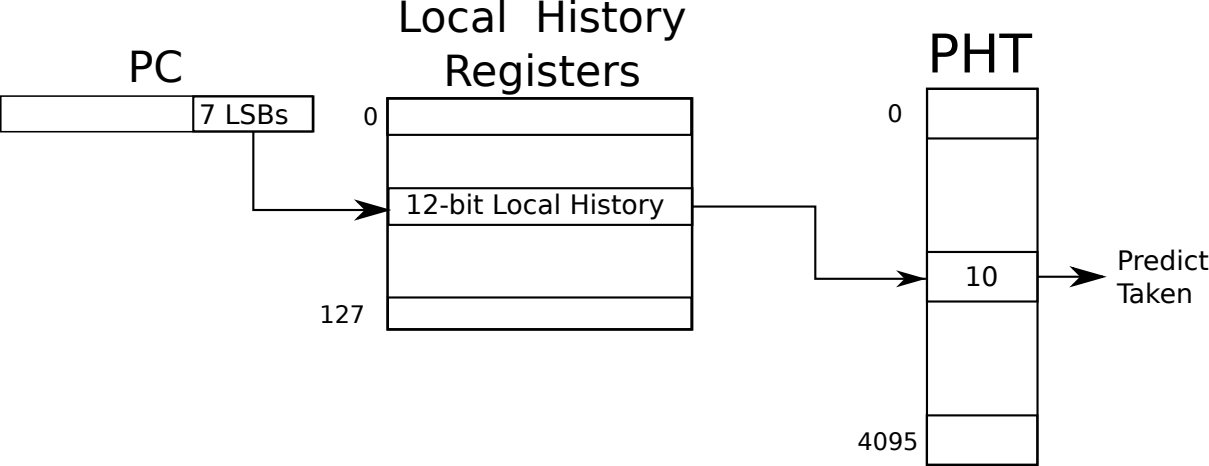 Local History
Registers
PC
PHT
7 LSBs
0
0
12-bit Local History
10
Predict
Taken
127
4095